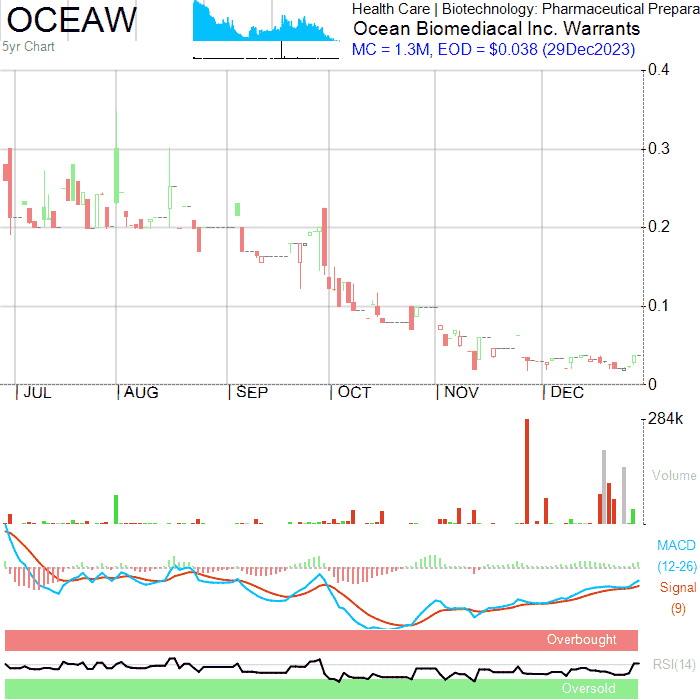 OCEAW
5yr Chart
Health Care | Biotechnology: Pharmaceutical Prepara
Ocean Biomediacal Inc. Warrants
MC = 1.3M, EOD = $0.038 (29Dec2023)
0.4
0.3
0.2
0.1
0
JUL AUG SEP OCT NOV DEC
284k
Volume
MACD
(12-26)
Signal
(9)
Overbought
RSI(14)
Oversold